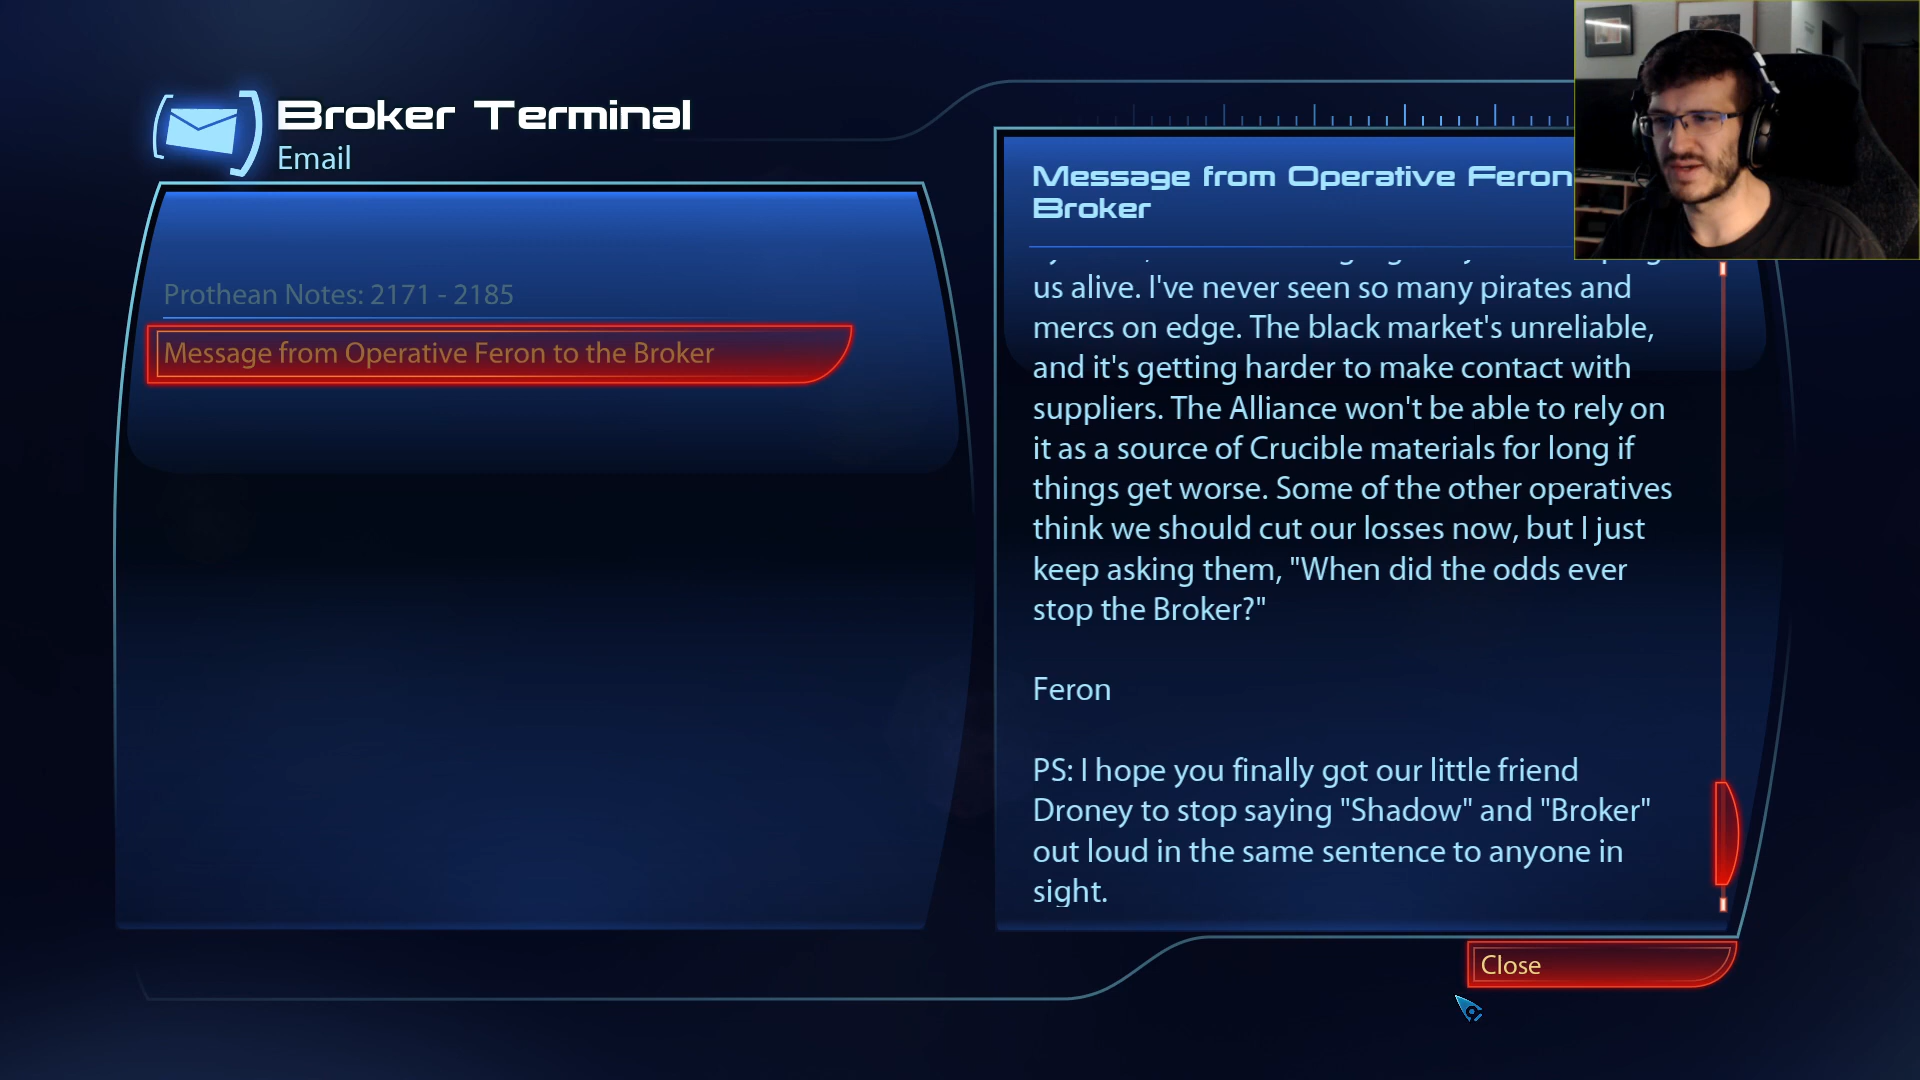 Broker Terminal
Email
Prothean Notes: 2171 - 2185
Message from Operative Feron to the Broker
Message from Operative Feron
Broker
us alive. I've never seen so many pirates and
mercs on edge. The black market's unreliable,
and it's getting harder to make contact with
suppliers. The Alliance won't be able to rely on
it as a source of Crucible materials for long if
things get worse. Some of the other operatives
think we should cut our losses now, but I just
keep asking them, "When did the odds ever
stop the Broker?"
Feron
PS: I hope you finally got our little friend
Droney to stop saying "Shadow" and "Broker"
out loud in the same sentence to anyone in
sight.
Close